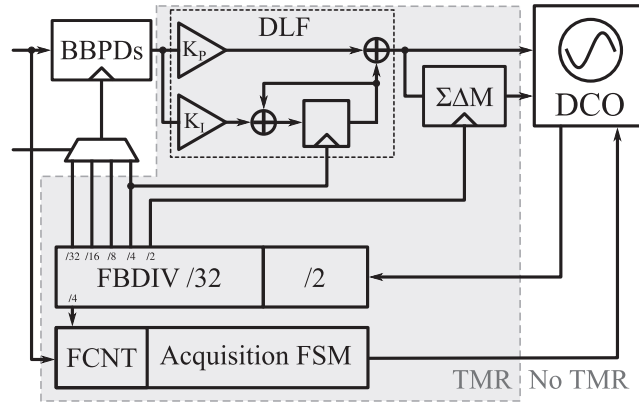 DLF
BBPDs
K_P
K_I
ΣΔM
DCO
/32 /16 /8 /4 /2
FBDIV /32
/2
/4
FCNT
Acquisition FSM
TMR
No TMR